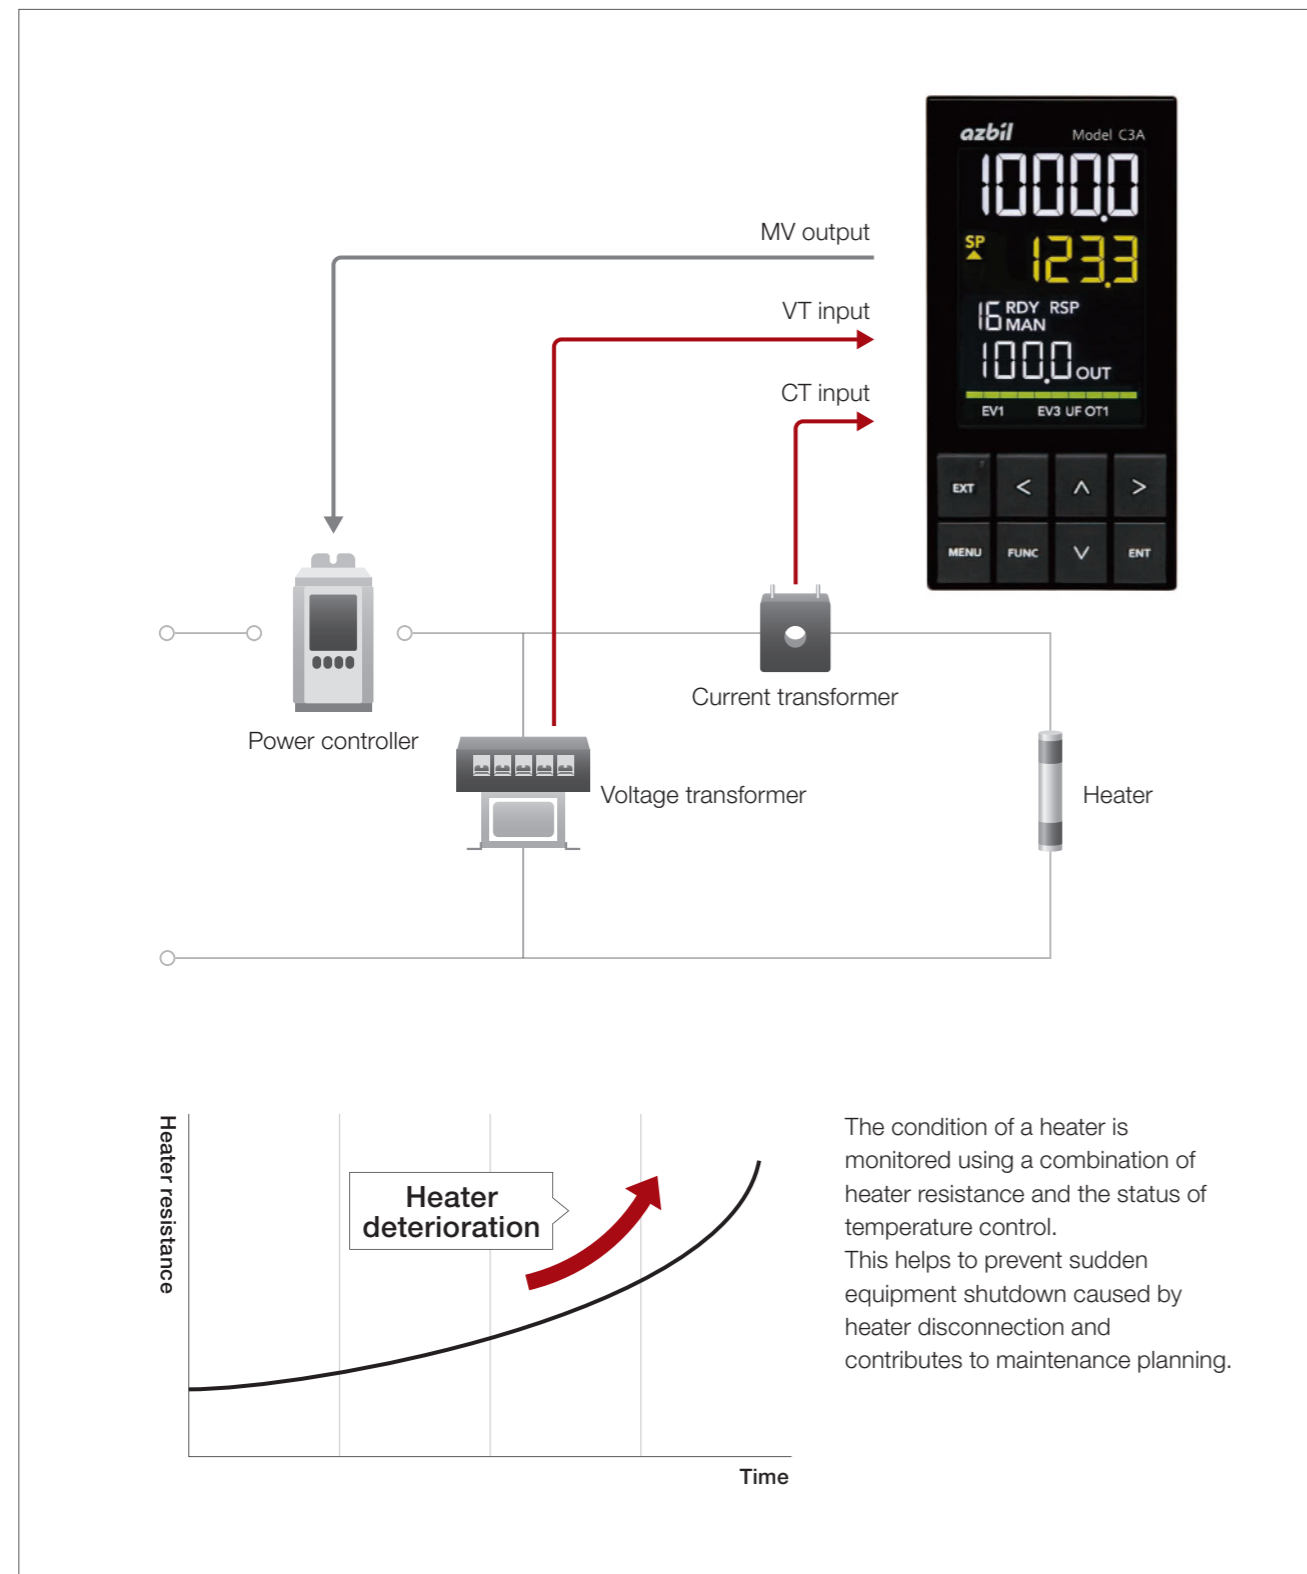 azbil Model C3A
1000.0
SP 123.3
16 RDY RSP
MAN
100.0 OUT
EV1 EV3 UF OT1
EXT < ∧ >
MENU FUNC ∨ ENT
MV output
VT input
CT input
Power controller
Current transformer
Voltage transformer
Heater
Heater resistance
Heater
deterioration
Time
The condition of a heater is
monitored using a combination of
heater resistance and the status of
temperature control.
This helps to prevent sudden
equipment shutdown caused by
heater disconnection and
contributes to maintenance planning.